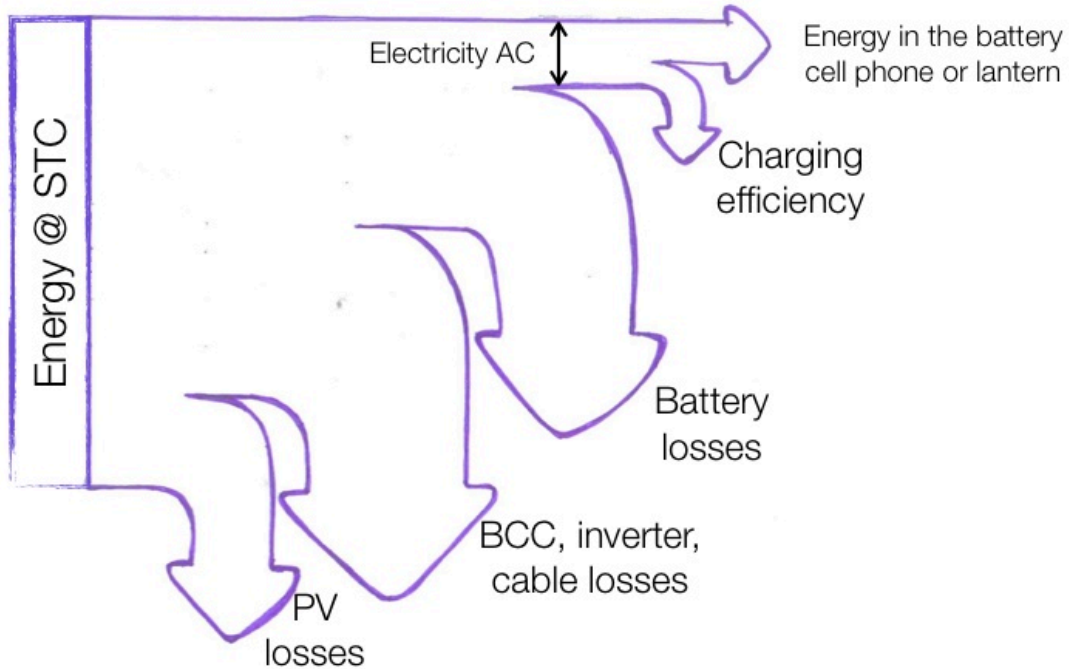 Energy @ STC
Electricity AC
Energy in the battery
cell phone or lantern
Charging
efficiency
Battery
losses
BCC, inverter,
cable losses
PV
losses